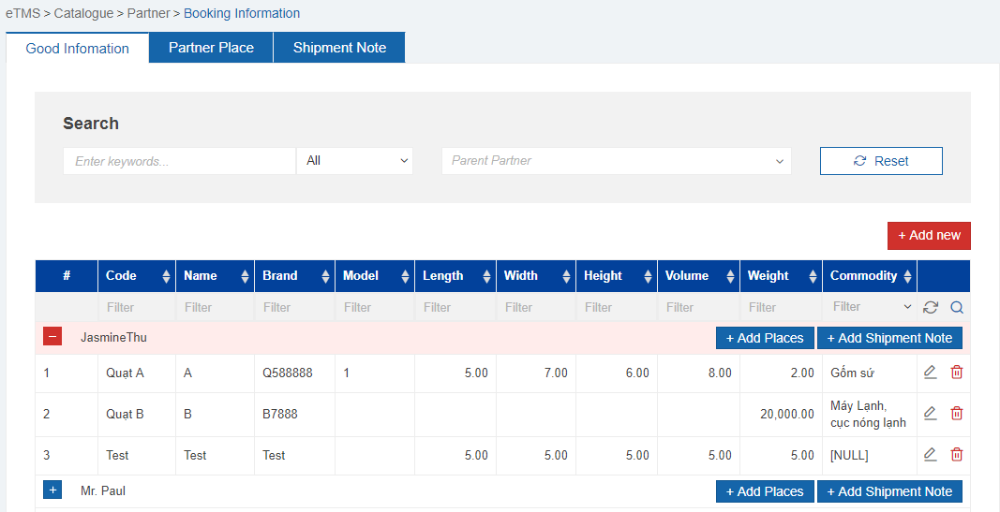 eTMS > Catalogue > Partner > Booking Information
Good Infomation Partner Place Shipment Note
Search
Enter keywords... All Parent Partner Reset
+ Add new
# Code Name Brand Model Length Width Height Volume Weight Commodity
Filter Filter Filter Filter Filter Filter Filter Filter Filter Filter
JasmineThu + Add Places + Add Shipment Note
1 Quạt A A Q588888 1 5.00 7.00 6.00 8.00 2.00 Gốm sứ
2 Quạt B B B7888 20,000.00 Máy Lạnh,
cục nóng lạnh
3 Test Test Test 5.00 5.00 5.00 5.00 5.00 [NULL]
Mr. Paul + Add Places + Add Shipment Note